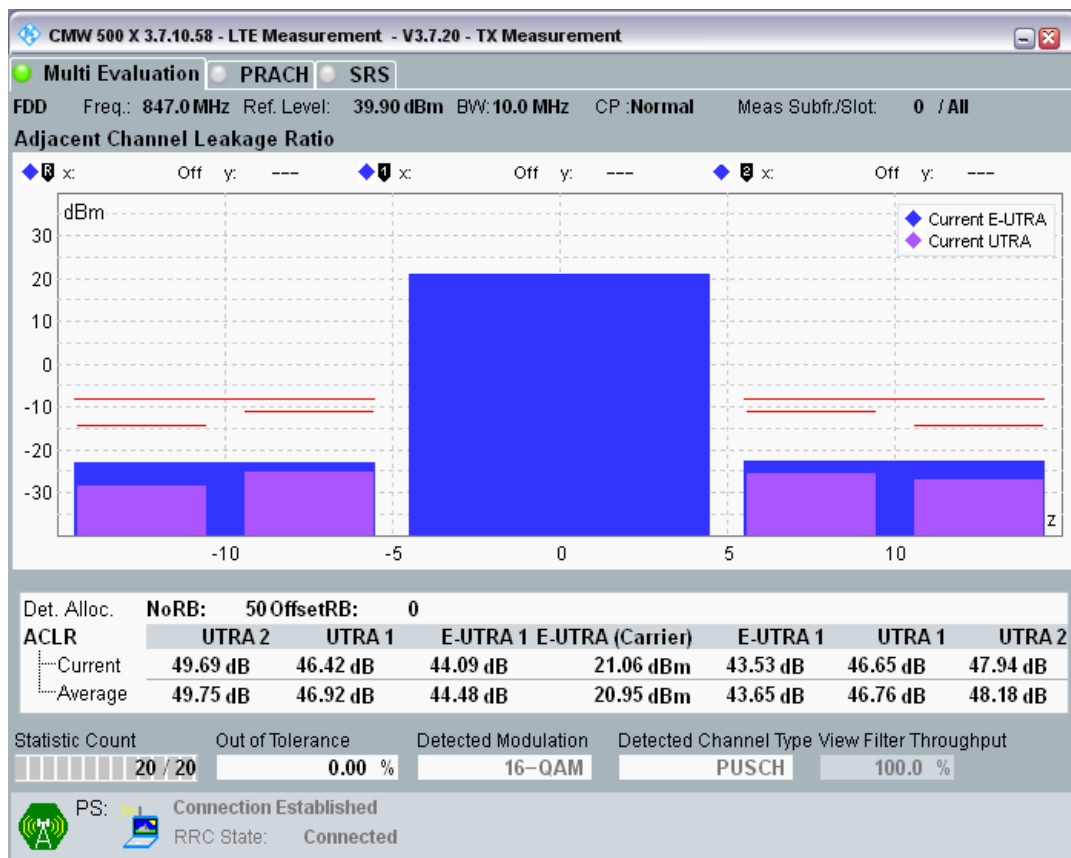 CMW 500 X 3.7.10.58 - LTE Measurement - V3.7.20 - TX Measurement
Multi Evaluation PRACH SRS
FDD Freq.: 847.0 MHz Ref. Level: 39.90 dBm BW: 10.0 MHz CP :Normal Meas Subfr./Slot: 0 / All
Adjacent Channel Leakage Ratio
R x: Off y: --- 1 x: Off y: --- 2 x: Off y: ---
dBm
Current E-UTRA
Current UTRA
30
20
10
0
-10
-20
-30
z
-10 -5 0 5 10
Det. Alloc. NoRB: 50 OffsetRB: 0
ACLR UTRA 2 UTRA 1 E-UTRA 1 E-UTRA (Carrier) E-UTRA 1 UTRA 1 UTRA 2
Current 49.69 dB 46.42 dB 44.09 dB 21.06 dBm 43.53 dB 46.65 dB 47.94 dB
Average 49.75 dB 46.92 dB 44.48 dB 20.95 dBm 43.65 dB 46.76 dB 48.18 dB
Statistic Count Out of Tolerance Detected Modulation Detected Channel Type View Filter Throughput
20 / 20 0.00 % 16-QAM PUSCH 100.0 %
PS: Connection Established
RRC State: Connected